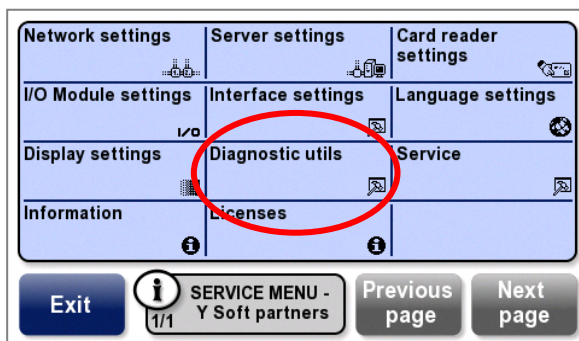 Network settings
Server settings
Card reader
settings
I/O Module settings
I/O
Interface settings
Language settings
Display settings
Diagnostic utils
Service
Information
Licenses
Exit
1/1
SERVICE MENU -
Y Soft partners
Previous
page
Next
page